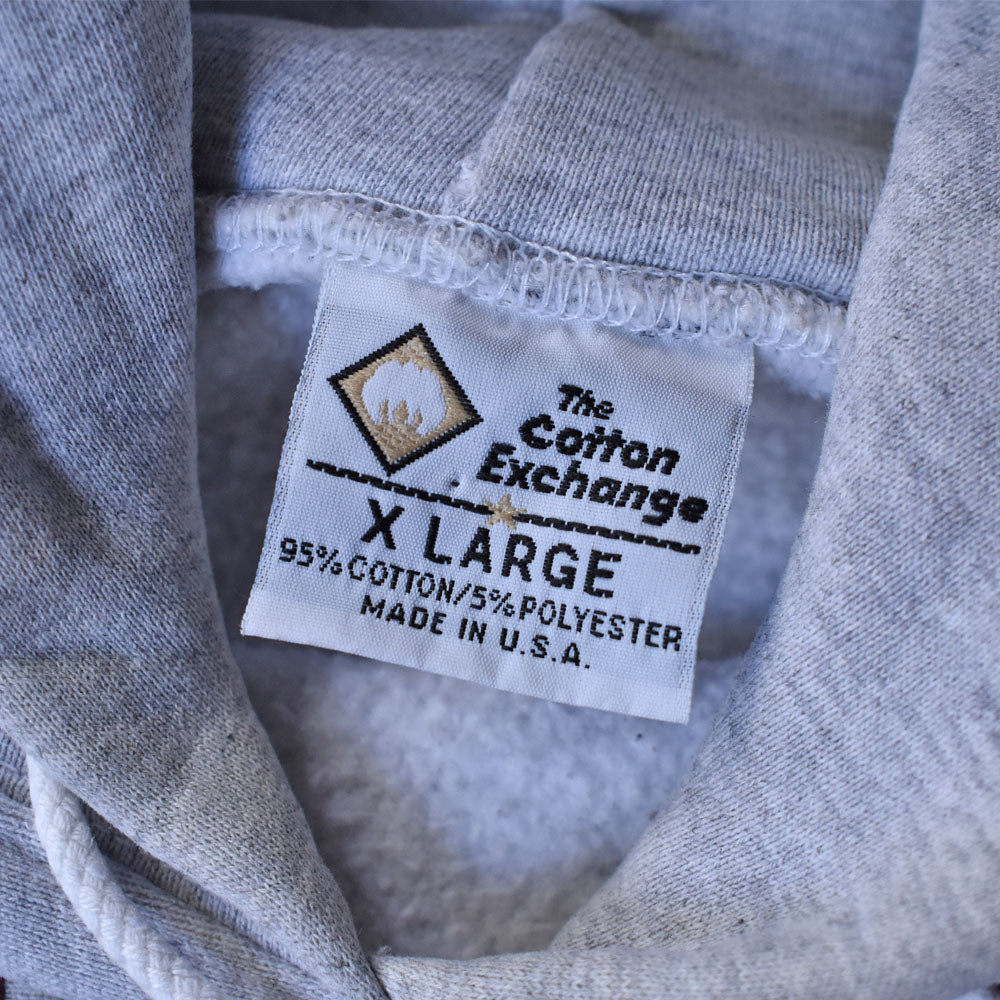 The
Cotton
Exchange
X LARGE
95% COTTON/5% POLYESTER
MADE IN U.S.A.